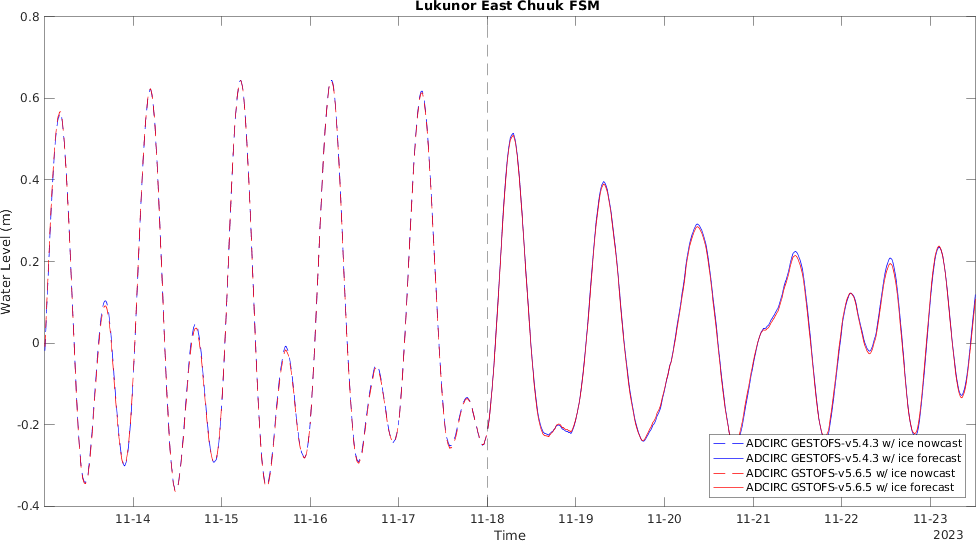 Lukunor East Chuuk FSM
0.8
0.6
0.4
0.2
0
-0.2
-0.4
Water Level (m)
11-14 11-15 11-16 11-17 11-18 11-19 11-20 11-21 11-22 11-23
Time
2023
ADCIRC GESTOFS-v5.4.3 w/ ice nowcast
ADCIRC GESTOFS-v5.4.3 w/ ice forecast
ADCIRC GSTOFS-v5.6.5 w/ ice nowcast
ADCIRC GSTOFS-v5.6.5 w/ ice forecast